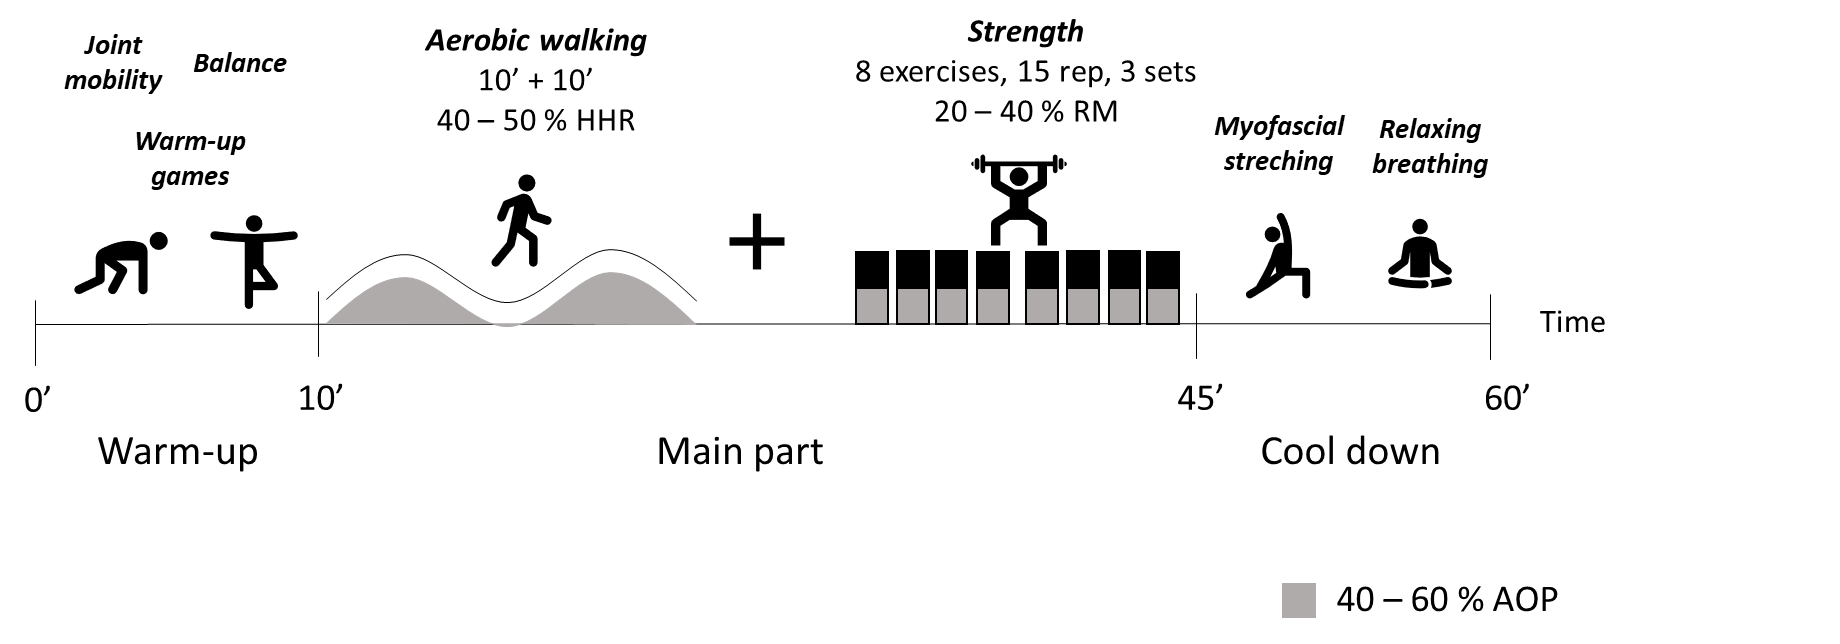 Joint
mobility
Balance
Warm-up
games
Aerobic walking
10’ + 10’
40 – 50 % HHR
Strength
8 exercises, 15 rep, 3 sets
20 – 40 % RM
Myofascial
streching
Relaxing
breathing
Time
0’
10’
45’
60’
Warm-up
Main part
Cool down
40 – 60 % AOP